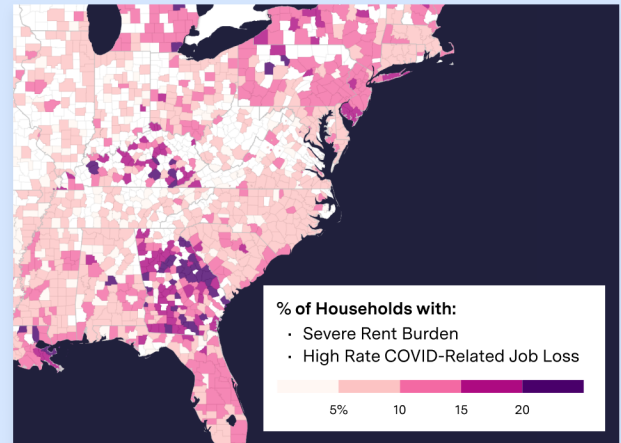 % of Households with:
· Severe Rent Burden
· High Rate COVID-Related Job Loss
5% 10 15 20